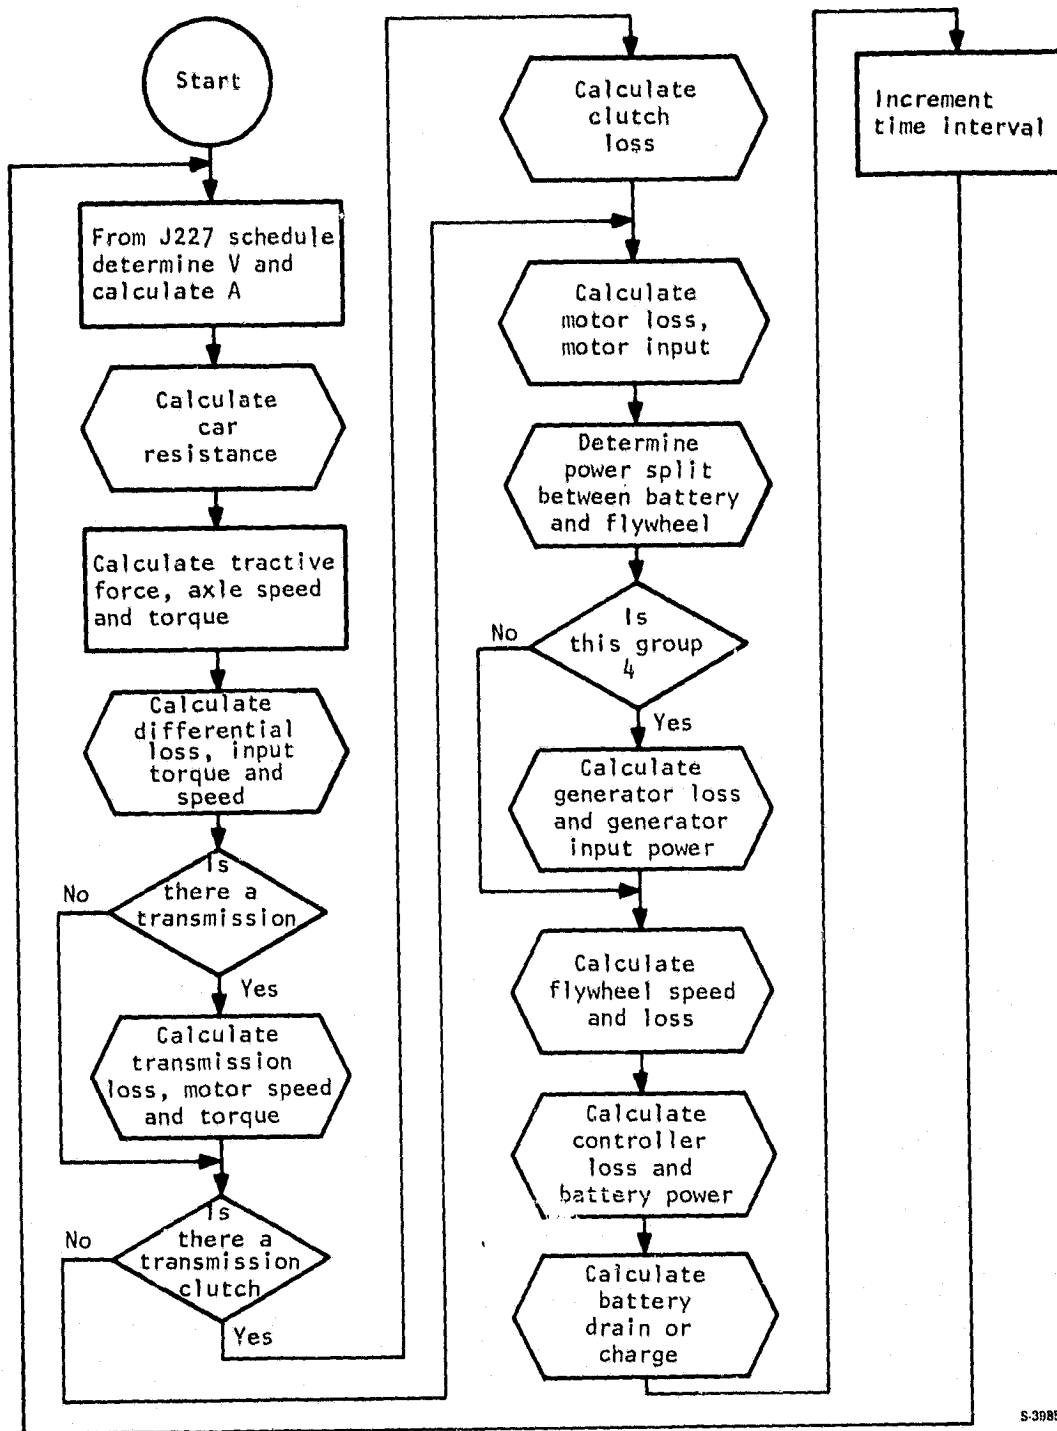 Start
From J227 schedule
determine V and
calculate A
Calculate
car
resistance
Calculate tractive
force, axle speed
and torque
Calculate
differential
loss, input
torque and
speed
Is
there a
transmission
No
Yes
Calculate
transmission
loss, motor speed
and torque
Is
there a
transmission
clutch
No
Yes
Calculate
clutch
loss
Calculate
motor loss,
motor input
Determine
power split
between battery
and flywheel
Is
this group
4
No
Yes
Calculate
generator loss
and generator
input power
Calculate
flywheel speed
and loss
Calculate
controller
loss and
battery power
Calculate
battery
drain or
charge
Increment
time interval
S-3985